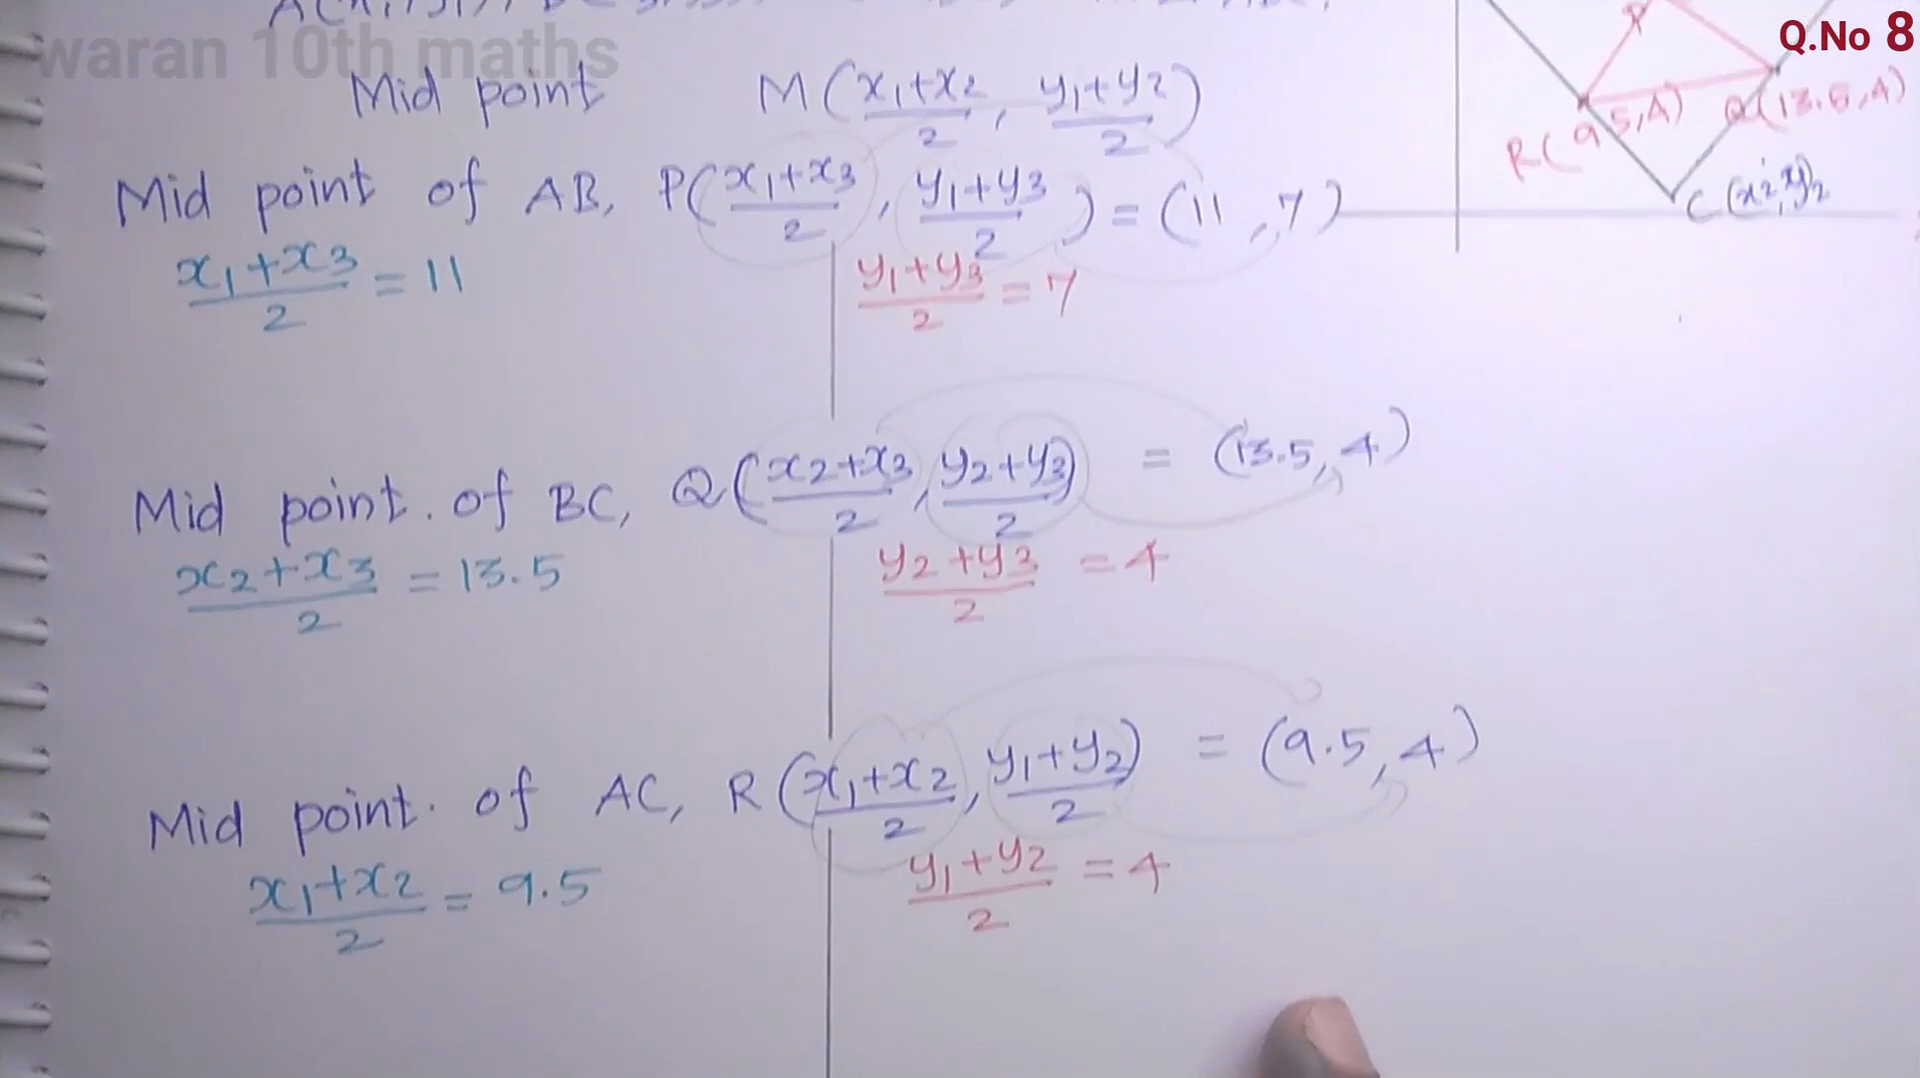 waran 10th maths
Q.No 8
Mid point M(x₁+x₂/2, y₁+y₂/2)
Mid point of AB, P(x₁+x₃/2, y₁+y₃/2) = (11, 7)
x₁+x₃/2 = 11
y₁+y₃/2 = 7
Mid point. of BC, Q(x₂+x₃/2, y₂+y₃/2) = (13.5, 4)
x₂+x₃/2 = 13.5
y₂+y₃/2 = 4
Mid point. of AC, R(x₁+x₂/2, y₁+y₂/2) = (9.5, 4)
x₁+x₂/2 = 9.5
y₁+y₂/2 = 4
P
R(9.5,4)
Q(13.5,4)
C(x₂,y₂)